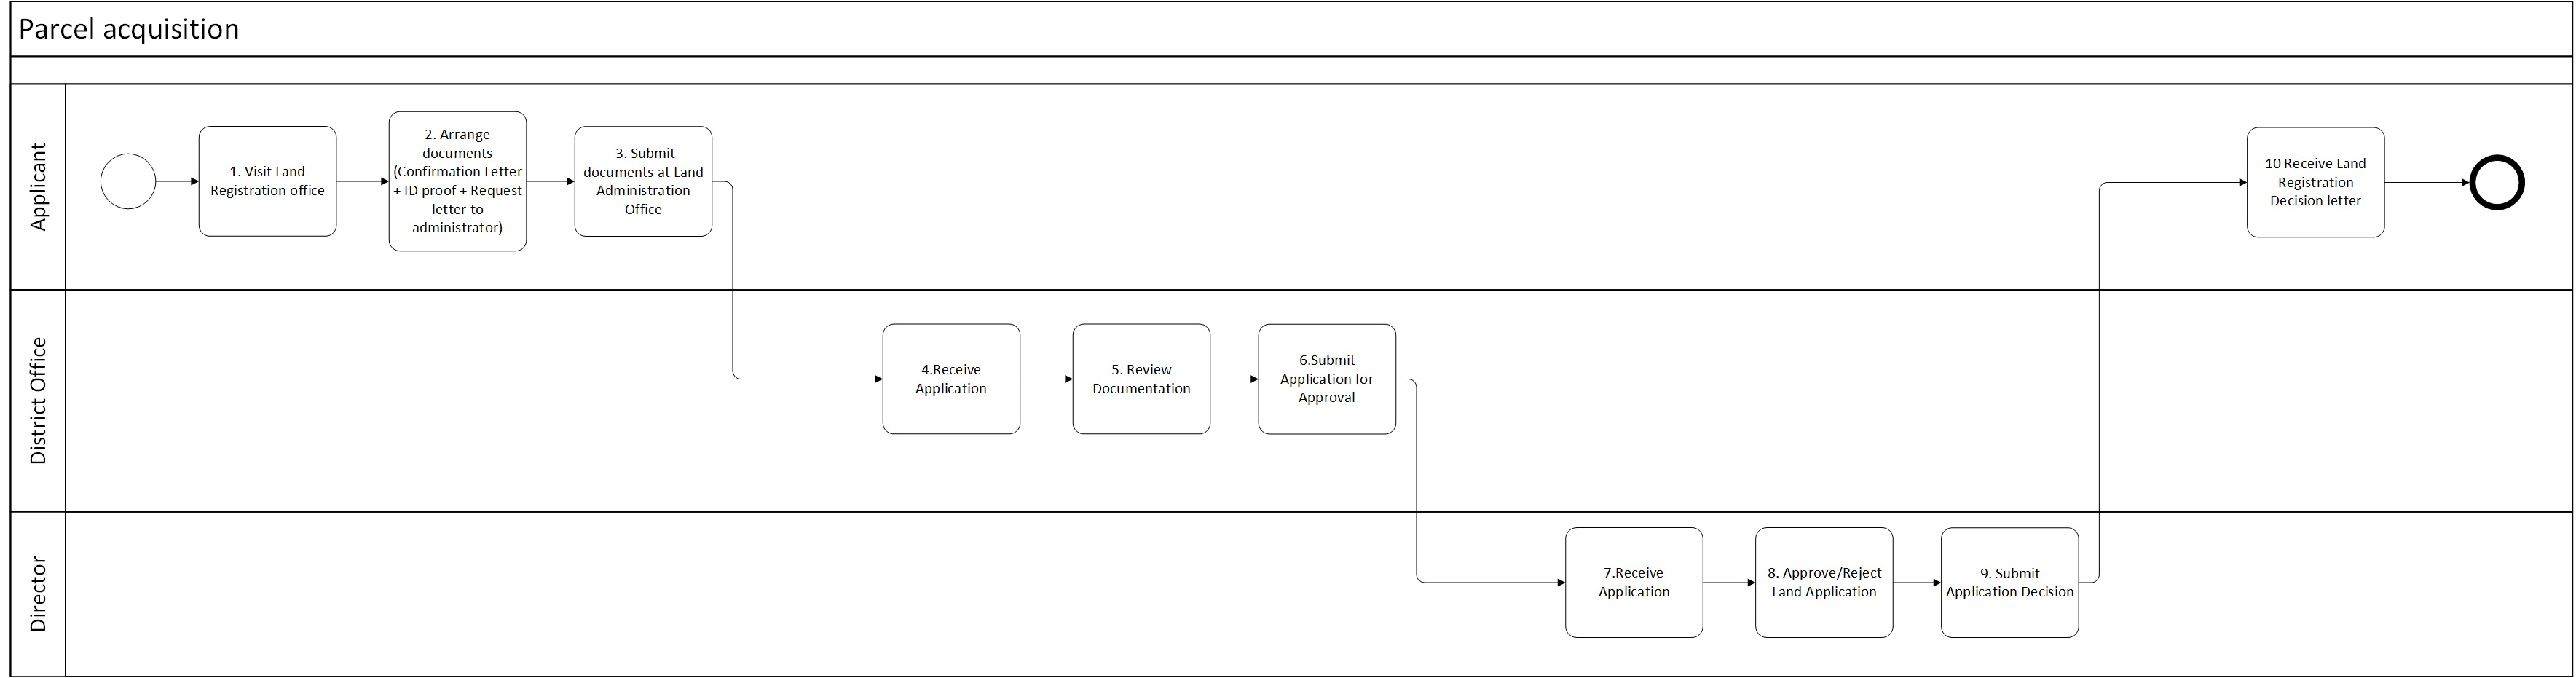 Parcel acquisition
Applicant
1. Visit Land
Registration office
2. Arrange
documents
(Confirmation Letter
+ ID proof + Request
letter to
administrator)
3. Submit
documents at Land
Administration
Office
10 Receive Land
Registration
Decision letter
District Office
4.Receive
Application
5. Review
Documentation
6.Submit
Application for
Approval
Director
7.Receive
Application
8. Approve/Reject
Land Application
9. Submit
Application Decision